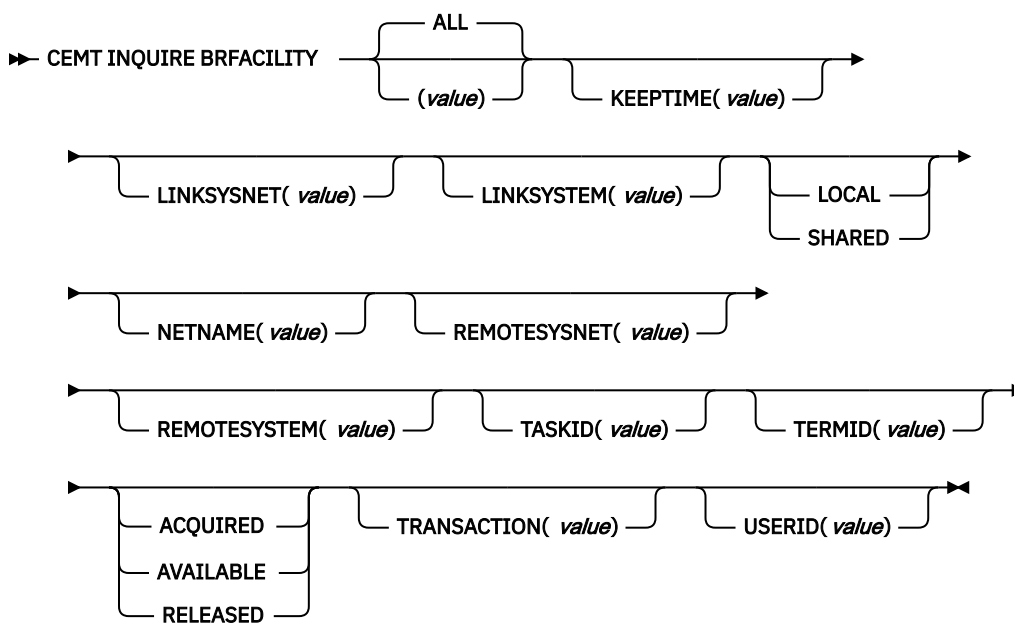 ALL
CEMT INQUIRE BRFACILITY
(value)
KEEPTIME( value)
LINKSYSNET( value)
LINKSYSTEM( value)
LOCAL
SHARED
NETNAME( value)
REMOTESYSNET( value)
REMOTESYSTEM( value)
TASKID( value)
TERMID( value)
ACQUIRED
TRANSACTION( value)
USERID( value)
AVAILABLE
RELEASED